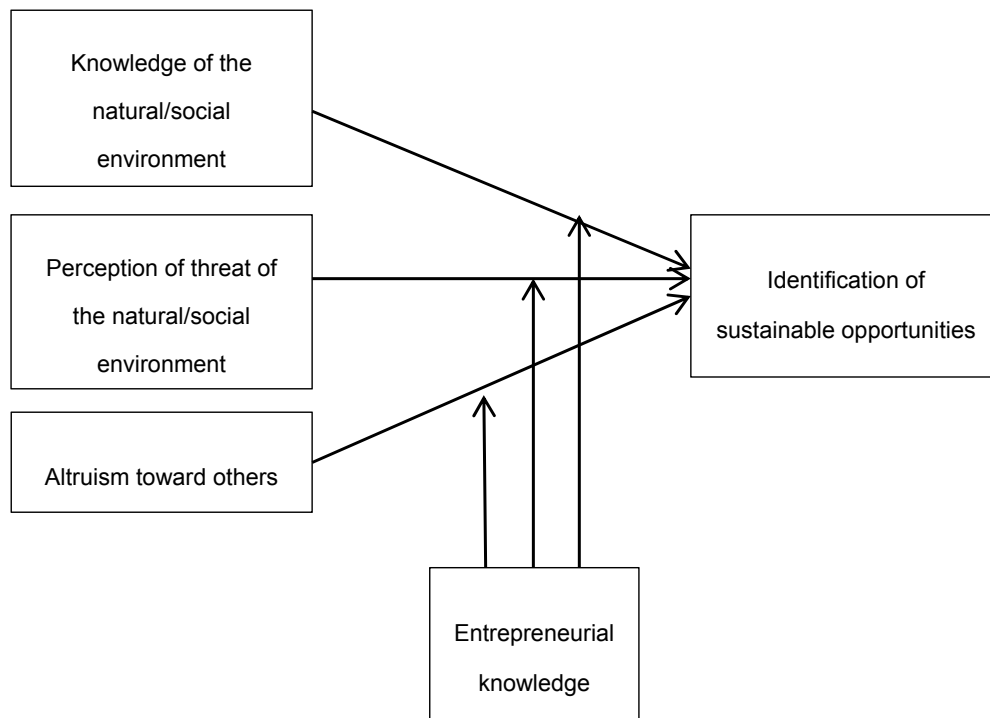 Knowledge of the
natural/social
environment
Perception of threat of
the natural/social
environment
Identification of
sustainable opportunities
Altruism toward others
Entrepreneurial
knowledge